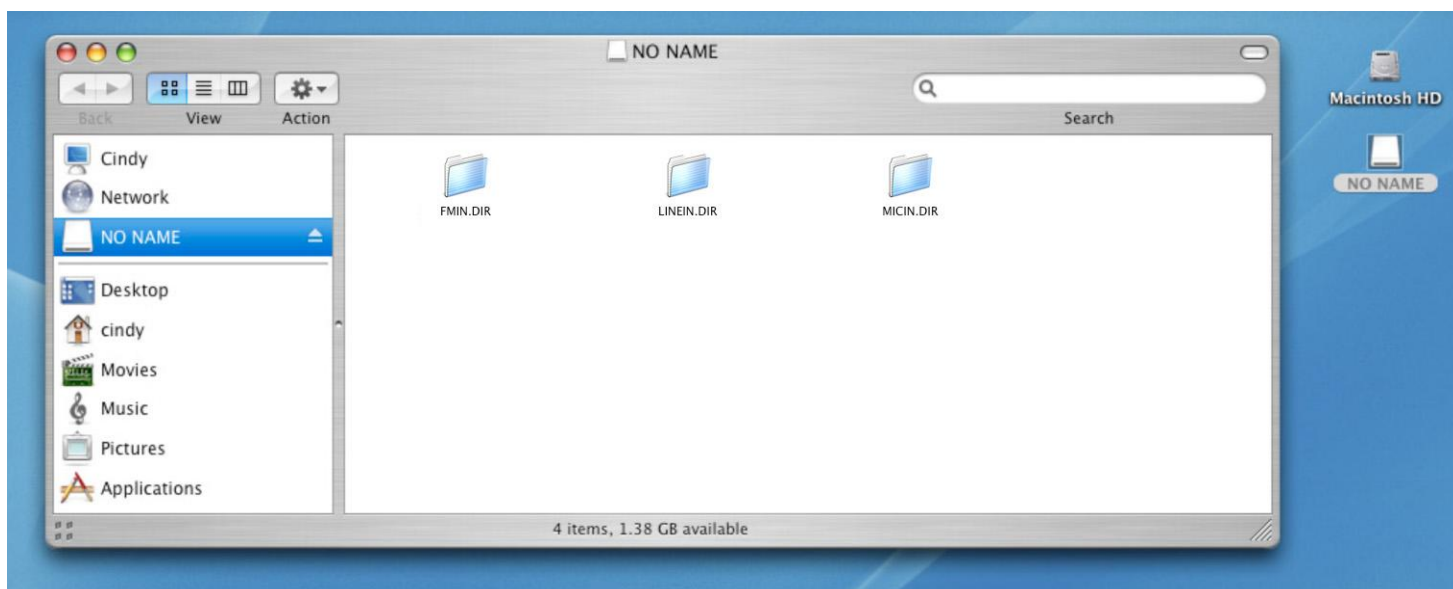 NO NAME
Back View Action Search
Macintosh HD
NO NAME
Cindy
Network
NO NAME
Desktop
cindy
Movies
Music
Pictures
Applications
FMIN.DIR LINEIN.DIR MICIN.DIR
4 items, 1.38 GB available